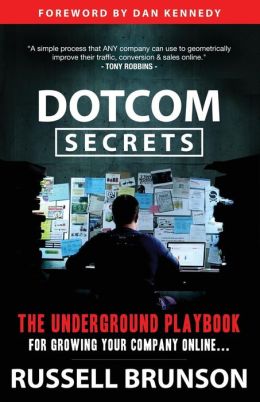 FOREWORD BY DAN KENNEDY
"A simple process that ANY company can use to geometrically
improve their traffic, conversion & sales online."
- TONY ROBBINS -
DOTCOM
SECRETS
THE UNDERGROUND PLAYBOOK
FOR GROWING YOUR COMPANY ONLINE...
RUSSELL BRUNSON